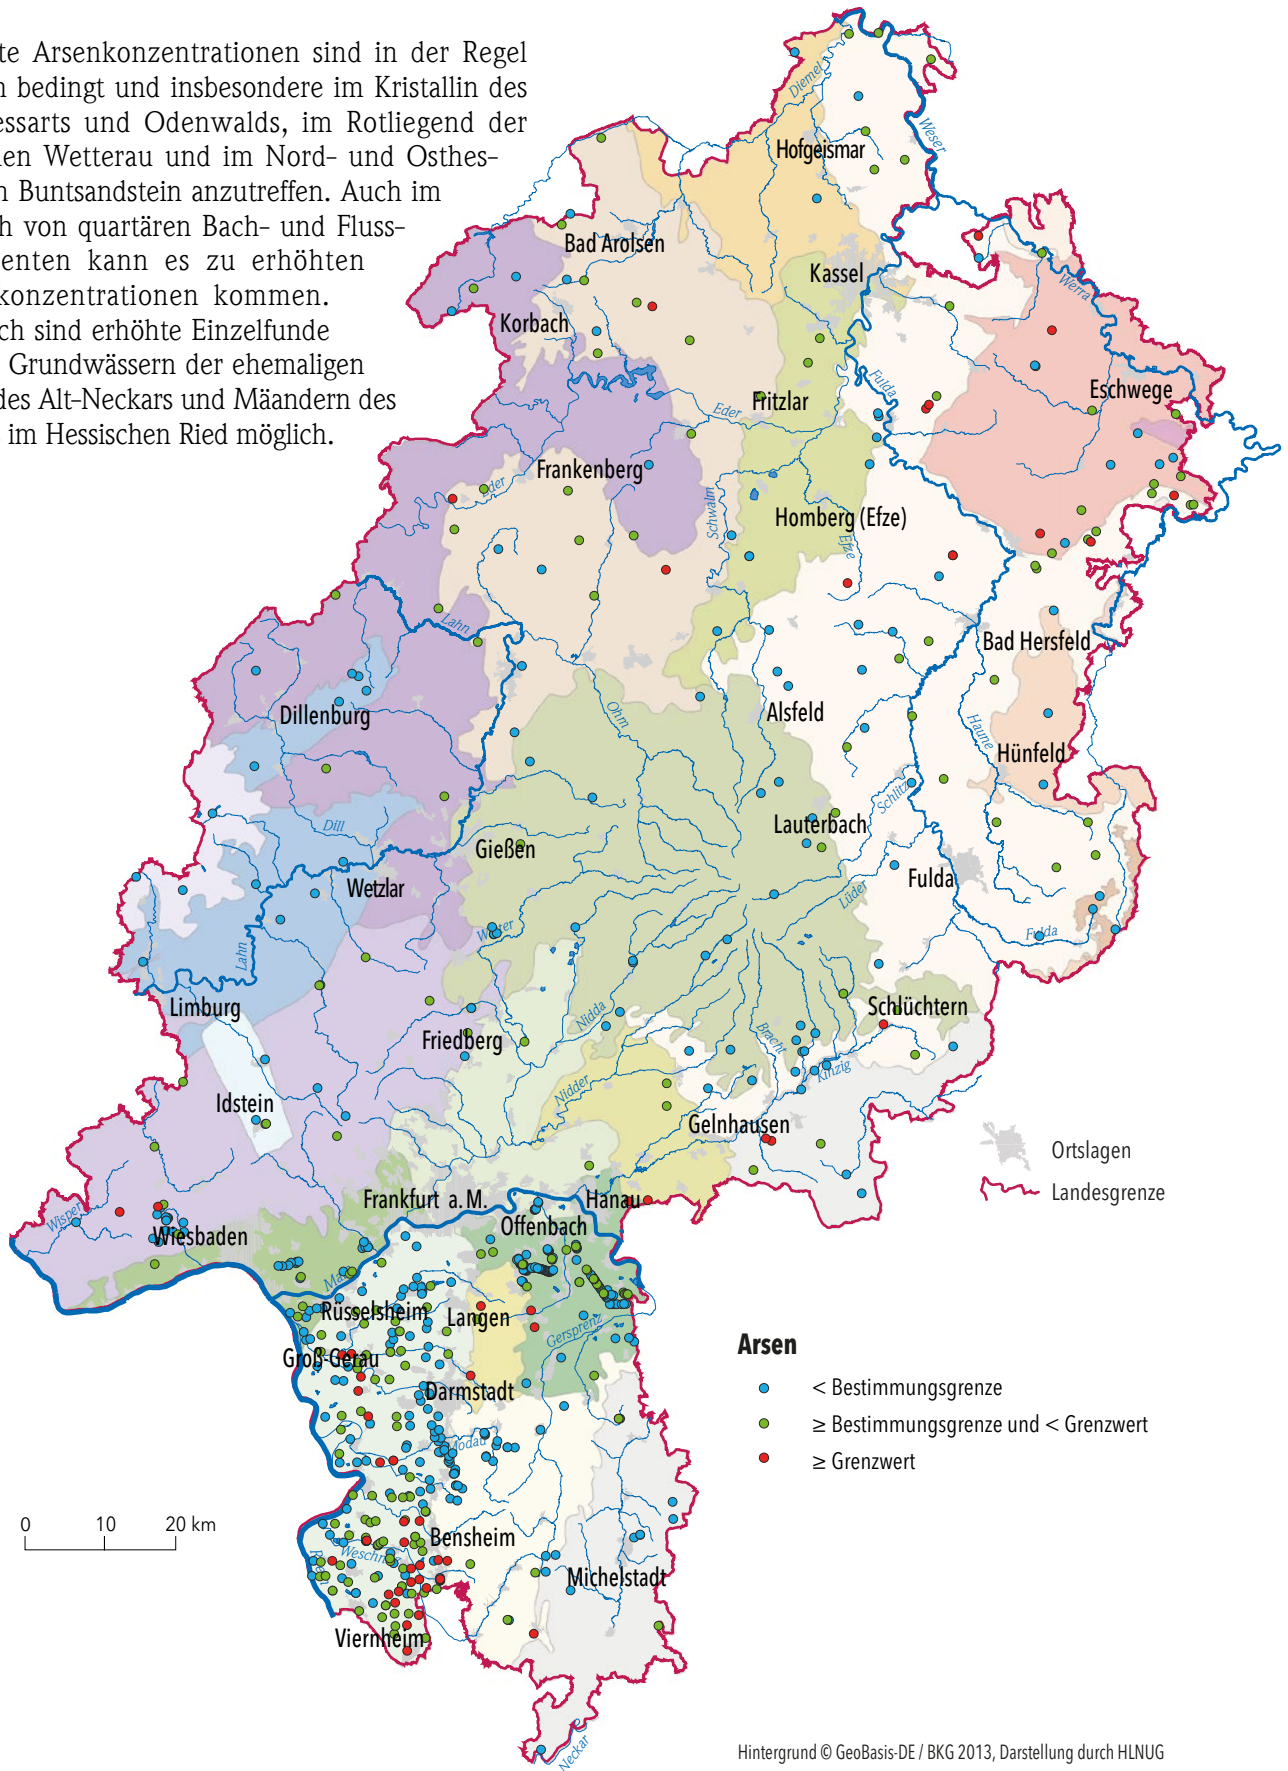 te Arsenkonzentrationen sind in der Regel
n bedingt und insbesondere im Kristallin des
essarts und Odenwalds, im Rotliegend der
en Wetterau und im Nord- und Osthes-
n Buntsandstein anzutreffen. Auch im
h von quartären Bach- und Fluss-
enten kann es zu erhöhten
konzentrationen kommen.
ch sind erhöhte Einzelfunde
Grundwässern der ehemaligen
des Alt-Neckars und Mäandern des
im Hessischen Ried möglich.
Diemel
Hofgeismar
Weser
Bad Arolsen
Kassel
Werra
Korbach
Fulda
Eschwege
Fritzlar
Eder
Frankenberg
Eder
Schwalm
Homberg (Efze)
Efze
Lahn
Bad Hersfeld
Dillenburg
Ohm
Alsfeld
Haune
Hünfeld
Schlitz
Dill
Lauterbach
Gießen
Wetzlar
Fulda
Lüder
Wetter
Fulda
Lahn
Limburg
Schlüchtern
Nidda
Friedberg
Bracht
Kinzig
Nidder
Idstein
Gelnhausen
Ortslagen
Frankfurt a. M.
Hanau
Landesgrenze
Wisper
Wiesbaden
Offenbach
Main
Rüsselsheim
Langen
Gersprenz
Groß-Gerau
Arsen
Darmstadt
< Bestimmungsgrenze
≥ Bestimmungsgrenze und < Grenzwert
Modau
≥ Grenzwert
0 10 20 km
Bensheim
Weschnitz
Rhein
Michelstadt
Viernheim
Neckar
Hintergrund © GeoBasis-DE / BKG 2013, Darstellung durch HLNUG